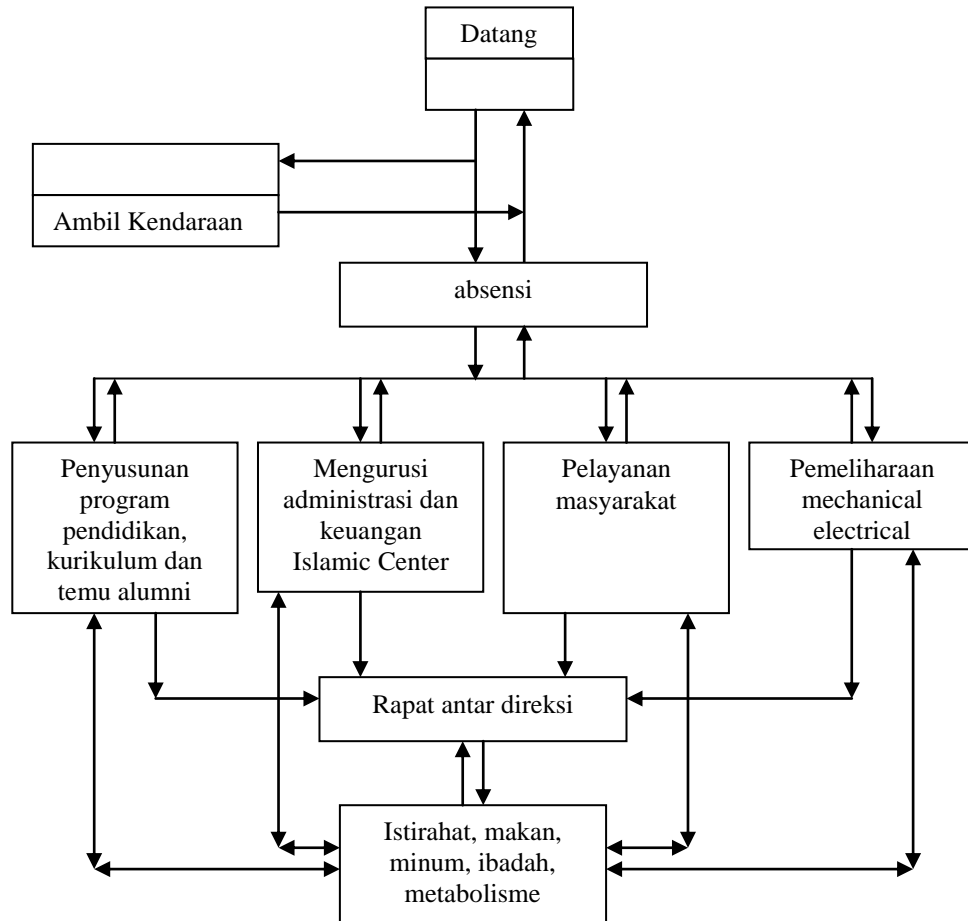 Datang
Ambil Kendaraan
absensi
Penyusunan
program
pendidikan,
kurikulum dan
temu alumni
Mengurusi
administrasi dan
keuangan
Islamic Center
Pelayanan
masyarakat
Pemeliharaan
mechanical
electrical
Rapat antar direksi
Istirahat, makan,
minum, ibadah,
metabolisme